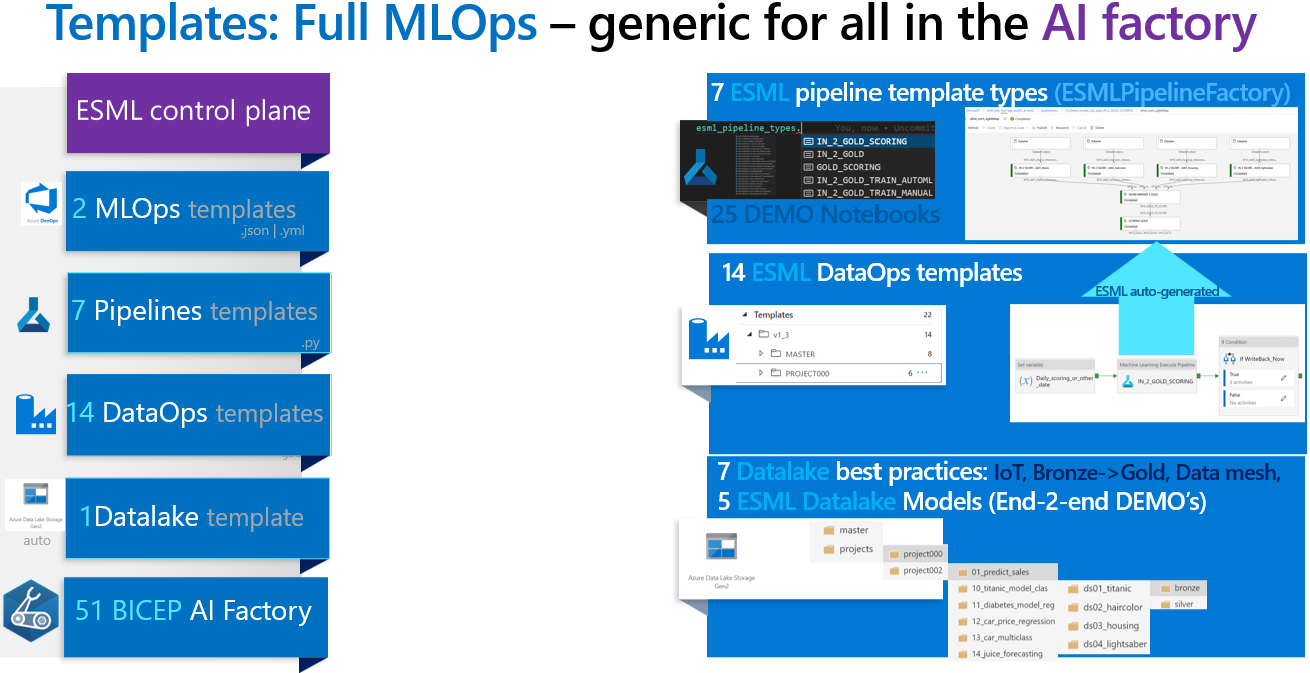 Templates: Full MLOps – generic for all in the AI factory
ESML control plane
Azure DevOps
2 MLOps templates
.json | .yml
7 Pipelines templates
.py
14 DataOps templates
Azure Data Lake Storage
Gen2
auto
1Datalake template
51 BICEP AI Factory
7 ESML pipeline template types (ESMLPipelineFactory)
esml_pipeline_types.
You, now • Uncommit
IN_2_GOLD_SCORING
IN_2_GOLD
GOLD_SCORING
IN_2_GOLD_TRAIN_AUTOML
IN_2_GOLD_TRAIN_MANUAL
25 DEMO Notebooks
14 ESML DataOps templates
Templates 22
v1_3 14
MASTER 8
PROJECT000 6 ...
ESML auto-generated
Set variable
(x) Daily_scoring_or_other
_date
Machine Learning Execute Pipeline
IN_2_GOLD_SCORING
If Condition
If WriteBack_Now
True
3 activities
False
No activities
7 Datalake best practices: IoT, Bronze->Gold, Data mesh,
5 ESML Datalake Models (End-2-end DEMO’s)
Azure Data Lake Storage
Gen2
master
projects
project000
project002
01_predict_sales
10_titanic_model_clas
11_diabetes_model_reg
12_car_price_regression
13_car_multiclass
14_juice_forecasting
ds01_titanic
ds02_haircolor
ds03_housing
ds04_lightsaber
bronze
silver